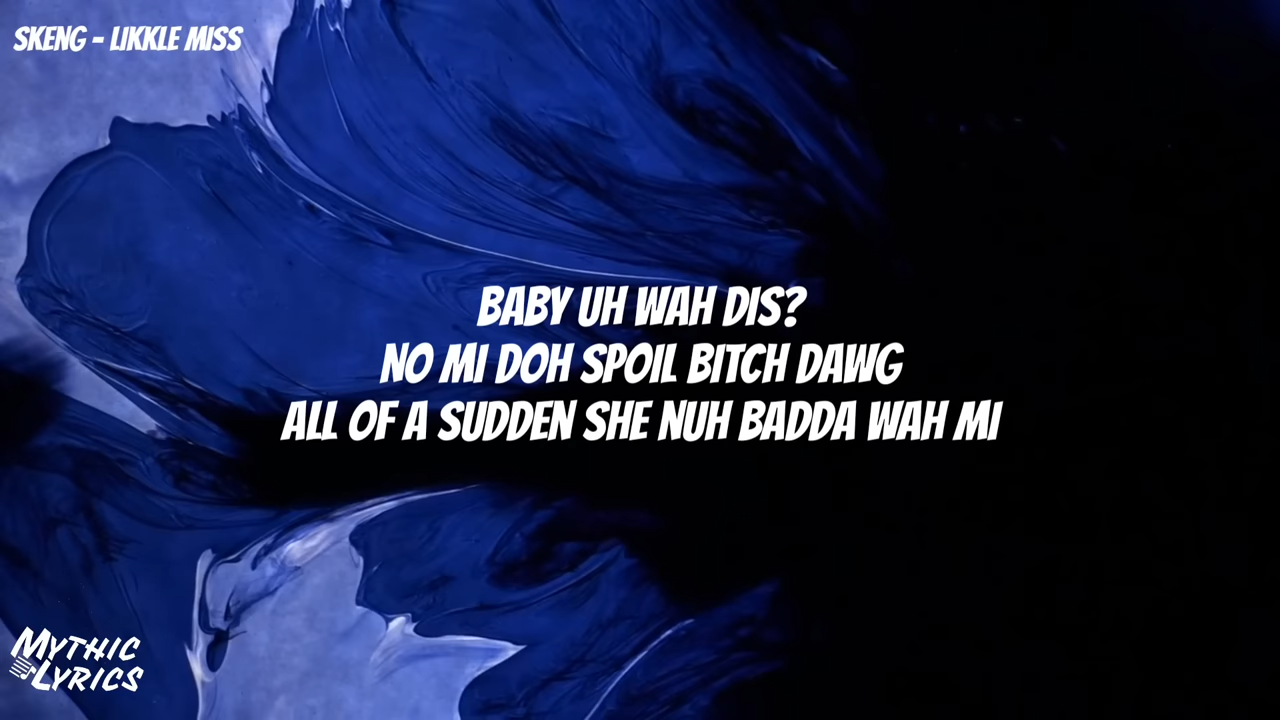 SKENG - LIKKLE MISS
BABY UH WAH DIS?
NO MI DOH SPOIL BITCH DAWG
ALL OF A SUDDEN SHE NUH BADDA WAH MI
MYTHIC
LYRICS